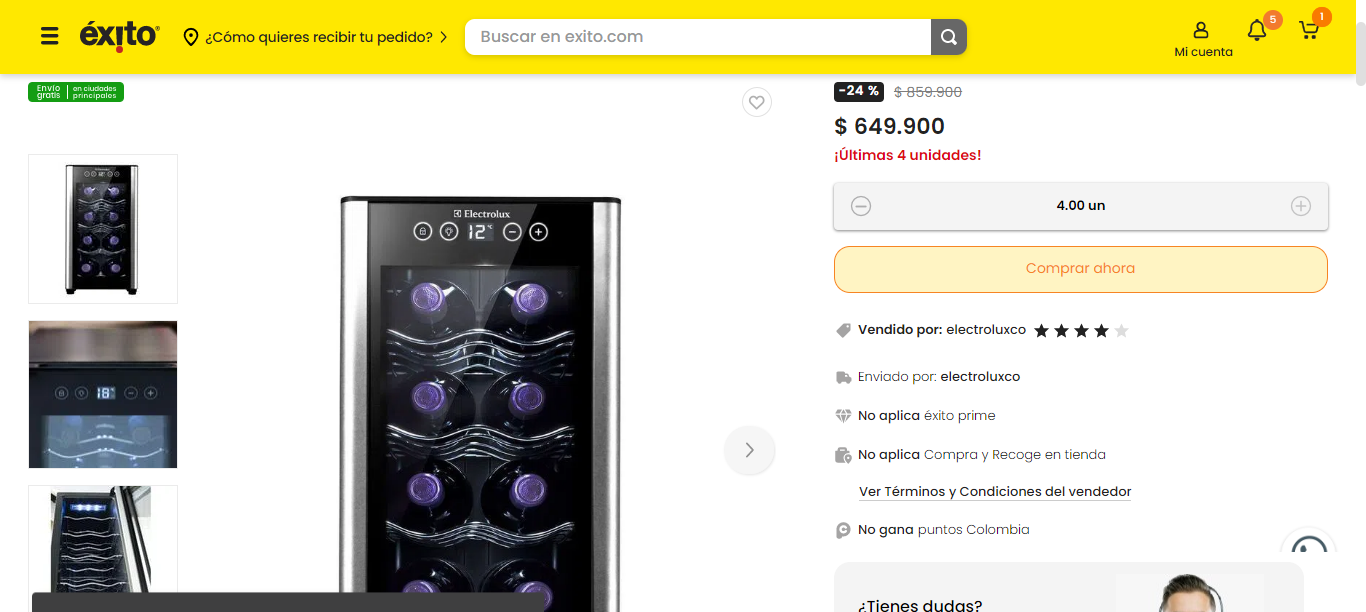 éxito
¿Cómo quieres recibir tu pedido?
Buscar en exito.com
Mi cuenta
5
1
Envío
gratis
en ciudades
principales
-24 % $ 859.900
$ 649.900
¡Últimas 4 unidades!
4.00 un
Comprar ahora
Vendido por: electroluxco
Enviado por: electroluxco
No aplica éxito prime
No aplica Compra y Recoge en tienda
Ver Términos y Condiciones del vendedor
No gana puntos Colombia
¿Tienes dudas?
Electrolux
12°c
18°